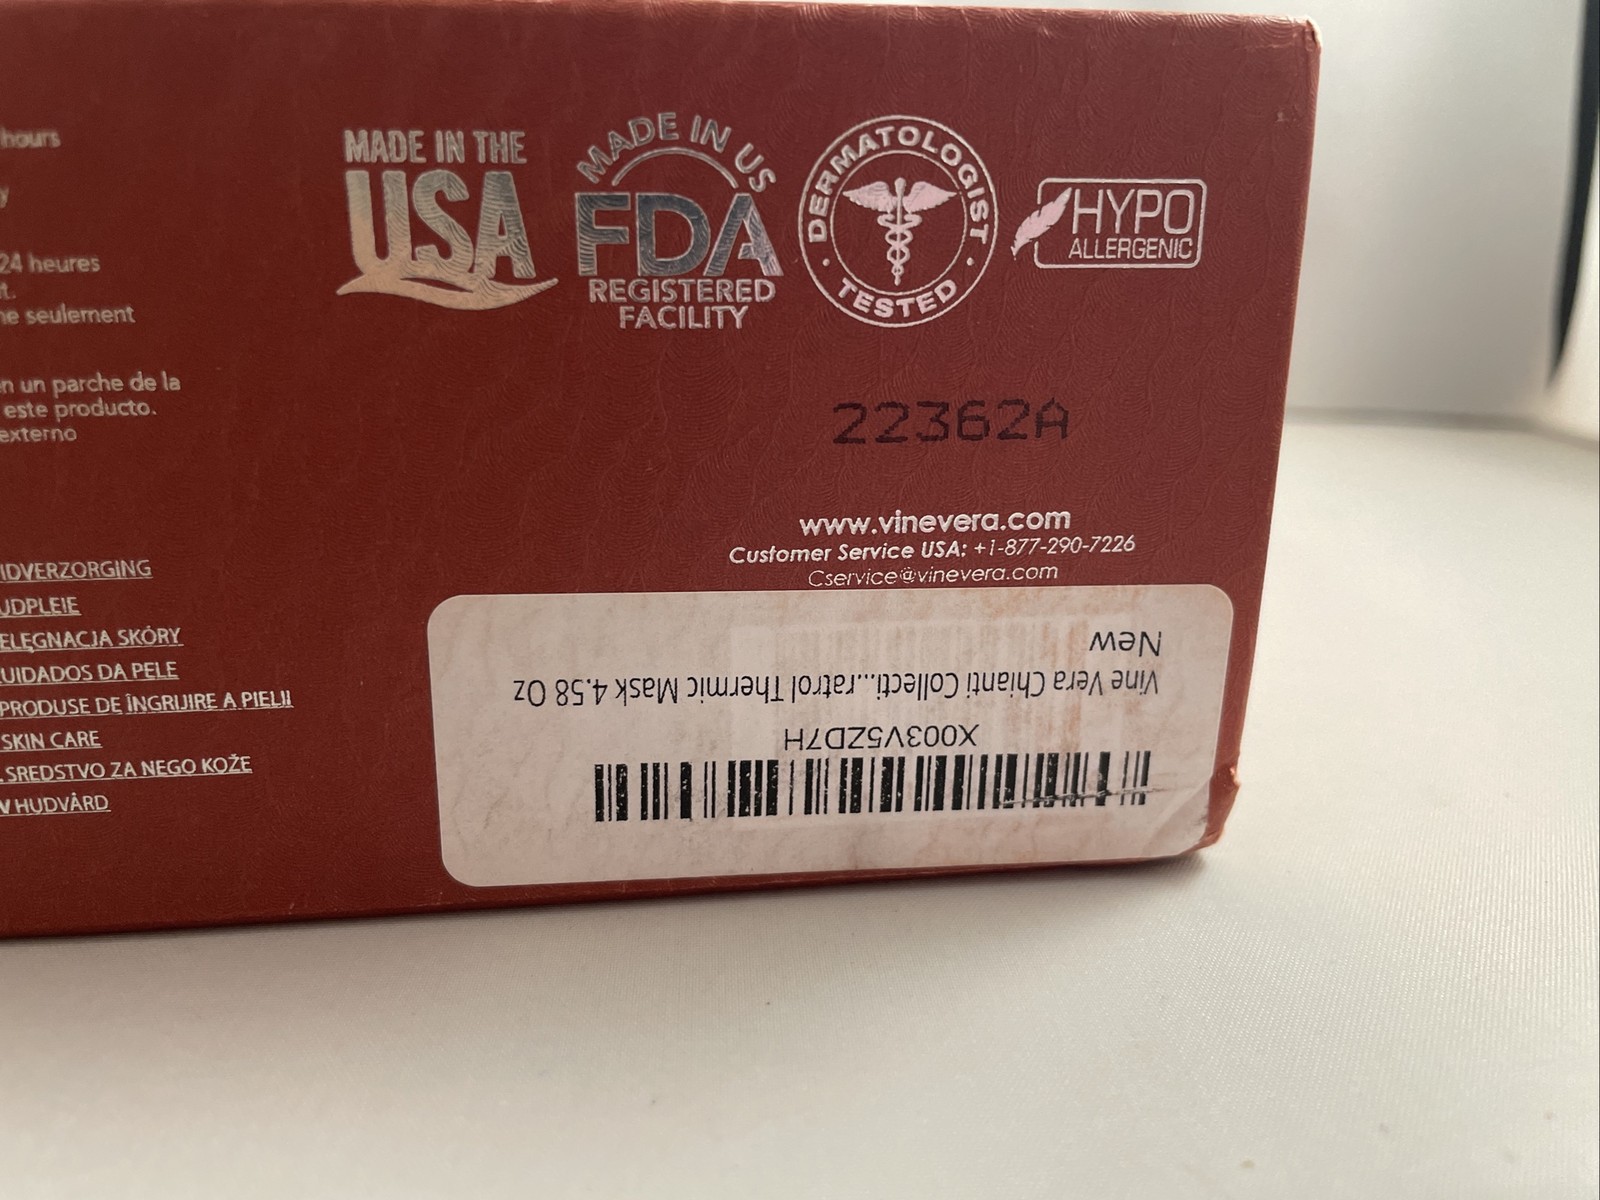 hours
y
24 heures
t.
ne seulement
en un parche de la
este producto.
externo
MADE IN THE
USA
MADE IN US
FDA
REGISTERED
FACILITY
DERMATOLOGIST
· TESTED ·
HYPO
ALLERGENIC
22362A
www.vinevera.com
Customer Service USA: +1-877-290-7226
Cservice@vinevera.com
IDVERZORGING
UDPLEIE
ELĘGNACJA SKÓRY
UIDADOS DA PELE
PRODUSE DE ÎNGRIJIRE A PIELII
SKIN CARE
SREDSTVO ZA NEGO KOŽE
HUDVÅRD
X003V5ZD7H
Vine Vera Chianti Collecti...ratrol Thermic Mask 4.58 Oz
New